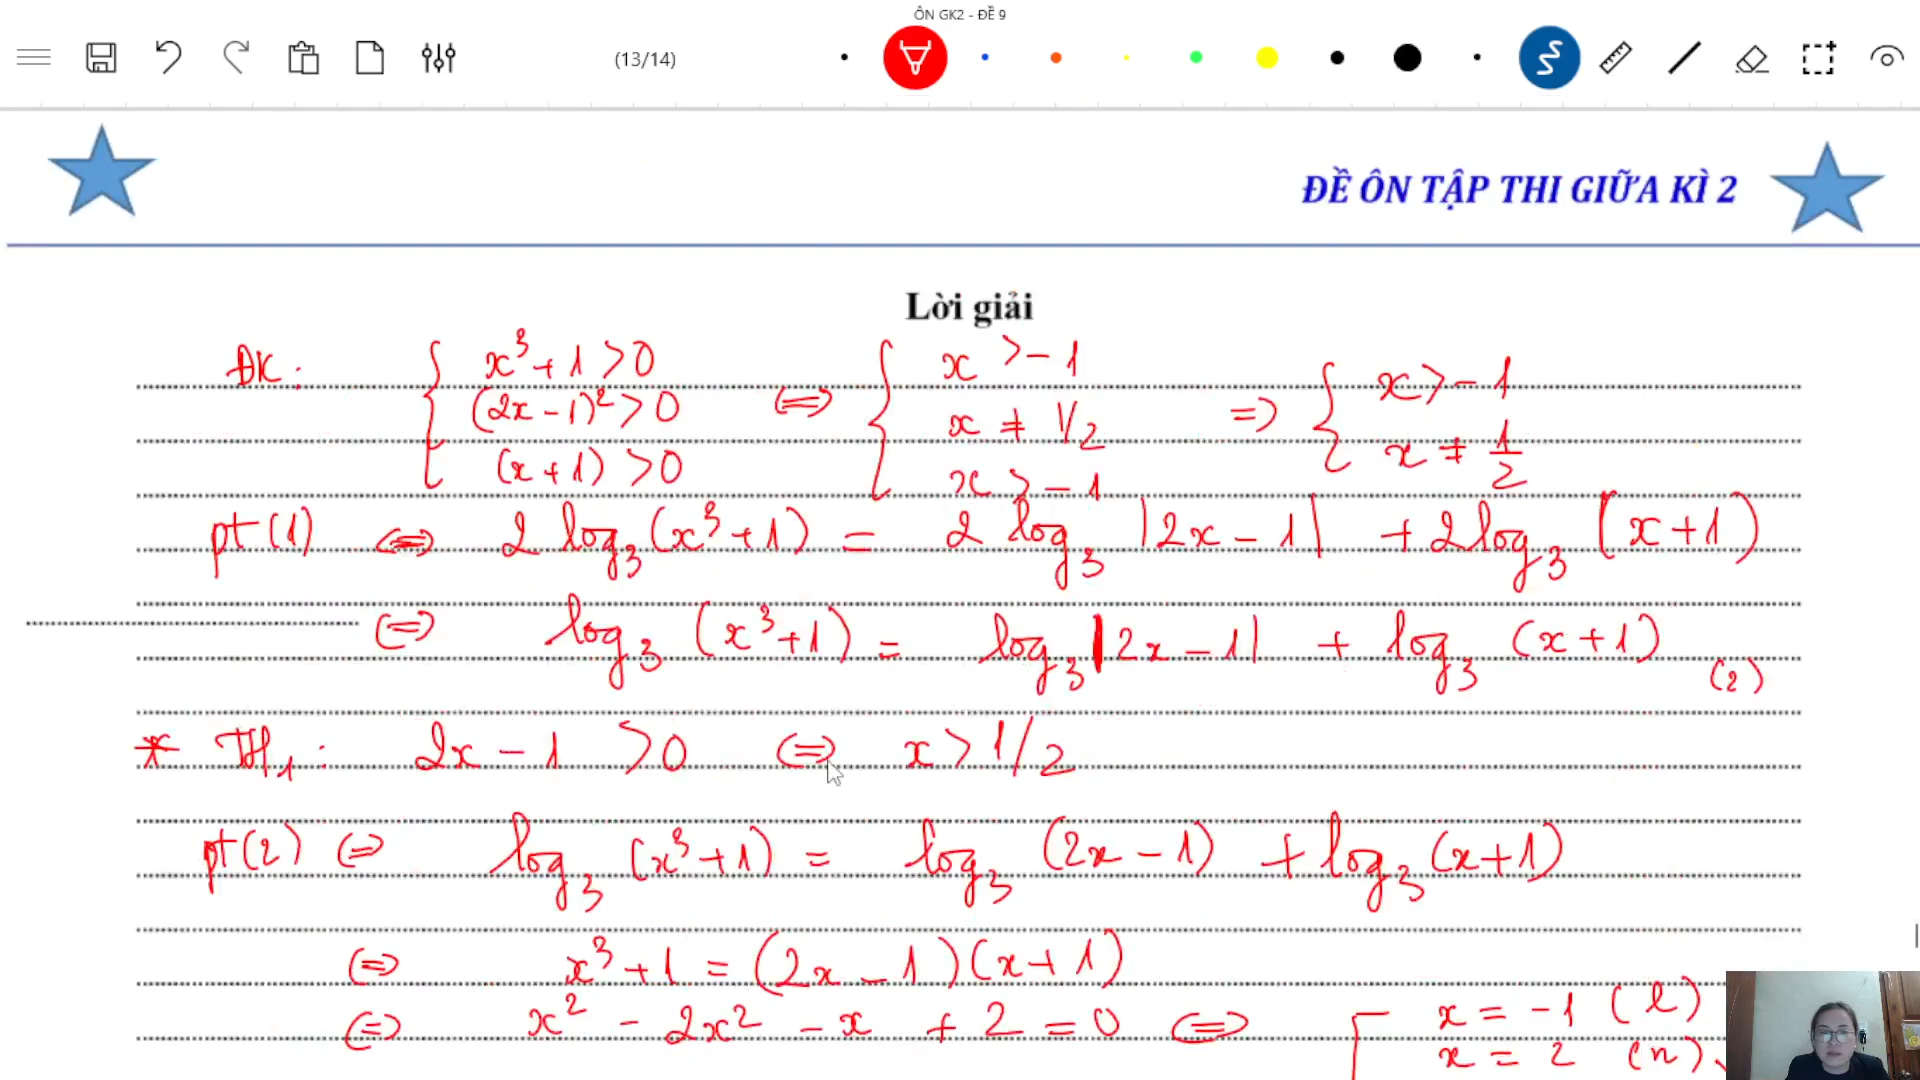 ÔN GK2 - ĐỀ 9
(13/14)
ĐỀ ÔN TẬP THI GIỮA KÌ 2
Lời giải
ĐK: { x³ + 1 > 0 ; (2x - 1)² > 0 ; (x + 1) > 0 <=> { x > -1 ; x ≠ 1/2 ; x > -1 => { x > -1 ; x ≠ 1/2
pt(1) <=> 2 log₃ (x³ + 1) = 2 log₃ |2x - 1| + 2 log₃ (x + 1)
<=> log₃ (x³ + 1) = log₃ |2x - 1| + log₃ (x + 1) (2)
* TH₁: 2x - 1 > 0 <=> x > 1/2
pt(2) <=> log₃ (x³ + 1) = log₃ (2x - 1) + log₃ (x + 1)
<=> x³ + 1 = (2x - 1)(x + 1)
<=> x² - 2x² - x + 2 = 0 <=> [ x = -1 (l)
x = 2 (n)